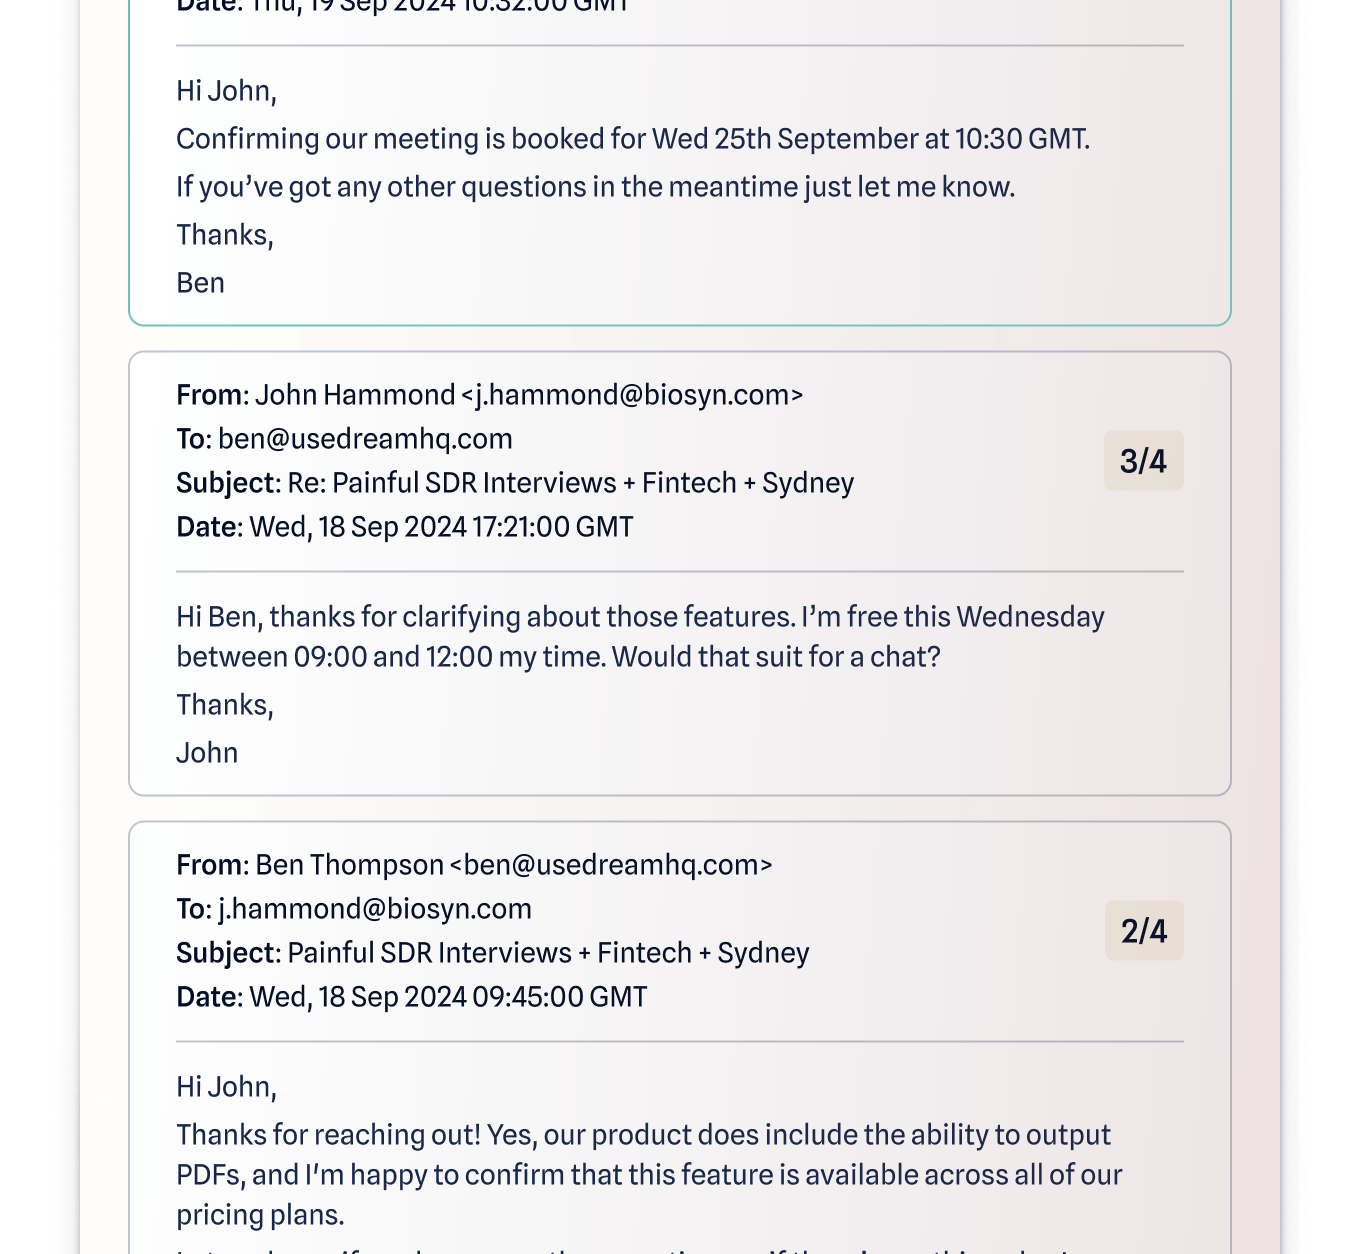 Date: Thu, 19 Sep 2024 10:32:00 GMT
Hi John,
Confirming our meeting is booked for Wed 25th September at 10:30 GMT.
If you’ve got any other questions in the meantime just let me know.
Thanks,
Ben
From: John Hammond <j.hammond@biosyn.com>
To: ben@usedreamhq.com
Subject: Re: Painful SDR Interviews + Fintech + Sydney
Date: Wed, 18 Sep 2024 17:21:00 GMT
3/4
Hi Ben, thanks for clarifying about those features. I’m free this Wednesday
between 09:00 and 12:00 my time. Would that suit for a chat?
Thanks,
John
From: Ben Thompson <ben@usedreamhq.com>
To: j.hammond@biosyn.com
Subject: Painful SDR Interviews + Fintech + Sydney
Date: Wed, 18 Sep 2024 09:45:00 GMT
2/4
Hi John,
Thanks for reaching out! Yes, our product does include the ability to output
PDFs, and I'm happy to confirm that this feature is available across all of our
pricing plans.